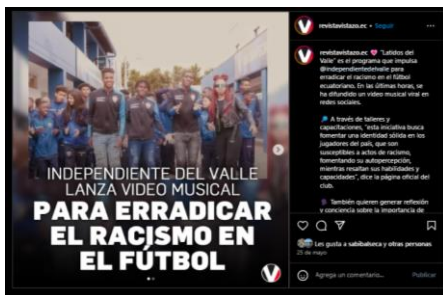 INDEPENDIENTE DEL VALLE
LANZA VIDEO MUSICAL
PARA ERRADICAR
EL RACISMO EN
EL FÚTBOL
revistavistazo.ec • Seguir
revistavistazo.ec "Latidos del
Valle" es el programa que impulsa
@independientedelvalle para
erradicar el racismo en el fútbol
ecuatoriano. En las últimas horas, se
ha difundido un video musical viral en
redes sociales.
A través de talleres y
capacitaciones, "esta iniciativa busca
fomentar una identidad sólida en los
jugadores del país, que son
susceptibles a actos de racismo,
fomentando su autopercepción,
mientras resaltan sus habilidades y
capacidades", dice la página oficial del
club.
También quieren generar reflexión
y conciencia sobre la importancia de
Les gusta a sabibalseca y otras personas
25 de mayo
Agrega un comentario...
Publicar